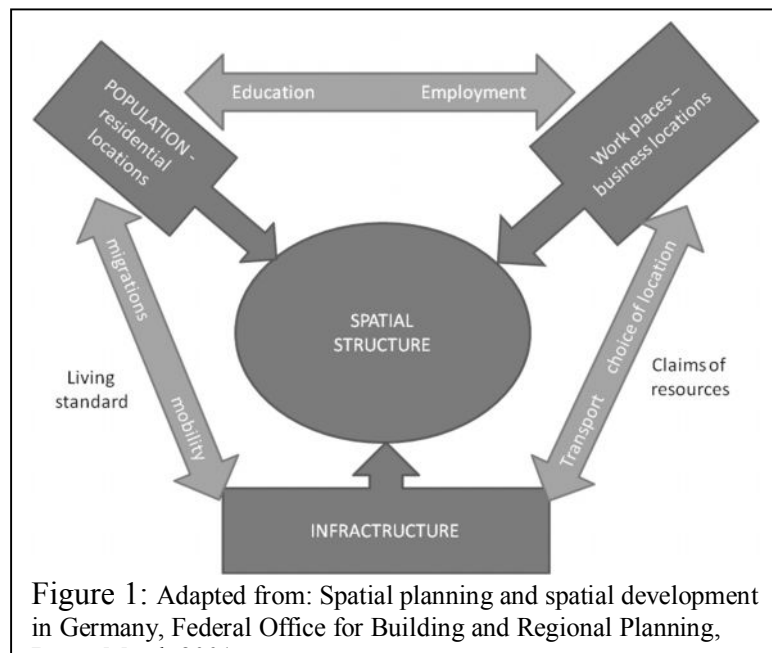 Education Employment
POPULATION -
residential
locations
Work places –
business locations
migrations
mobility
SPATIAL
STRUCTURE
Living
standard
Transport choice of location
Claims of
resources
INFRACTUCTURE
Figure 1: Adapted from: Spatial planning and spatial development
in Germany, Federal Office for Building and Regional Planning,